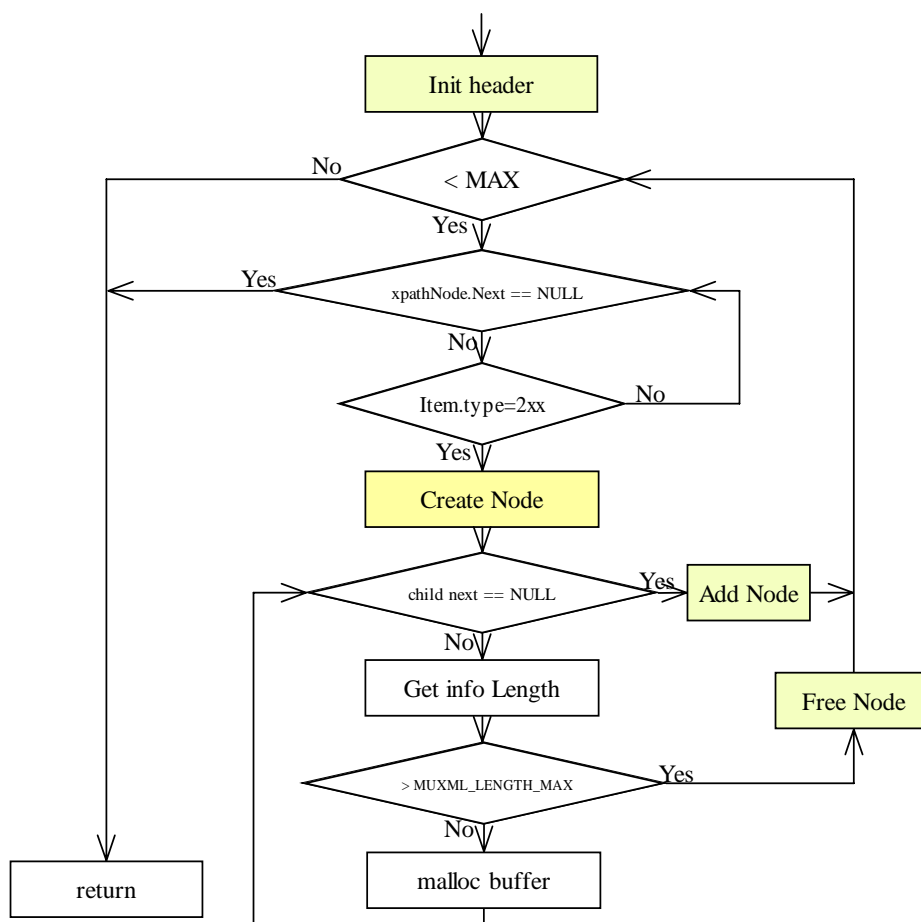 Init header
No
< MAX
Yes
Yes
xpathNode.Next == NULL
No
Item.type=2xx
No
Yes
Create Node
child next == NULL
Yes
Add Node
No
Get info Length
Free Node
> MUXML_LENGTH_MAX
Yes
No
return
malloc buffer